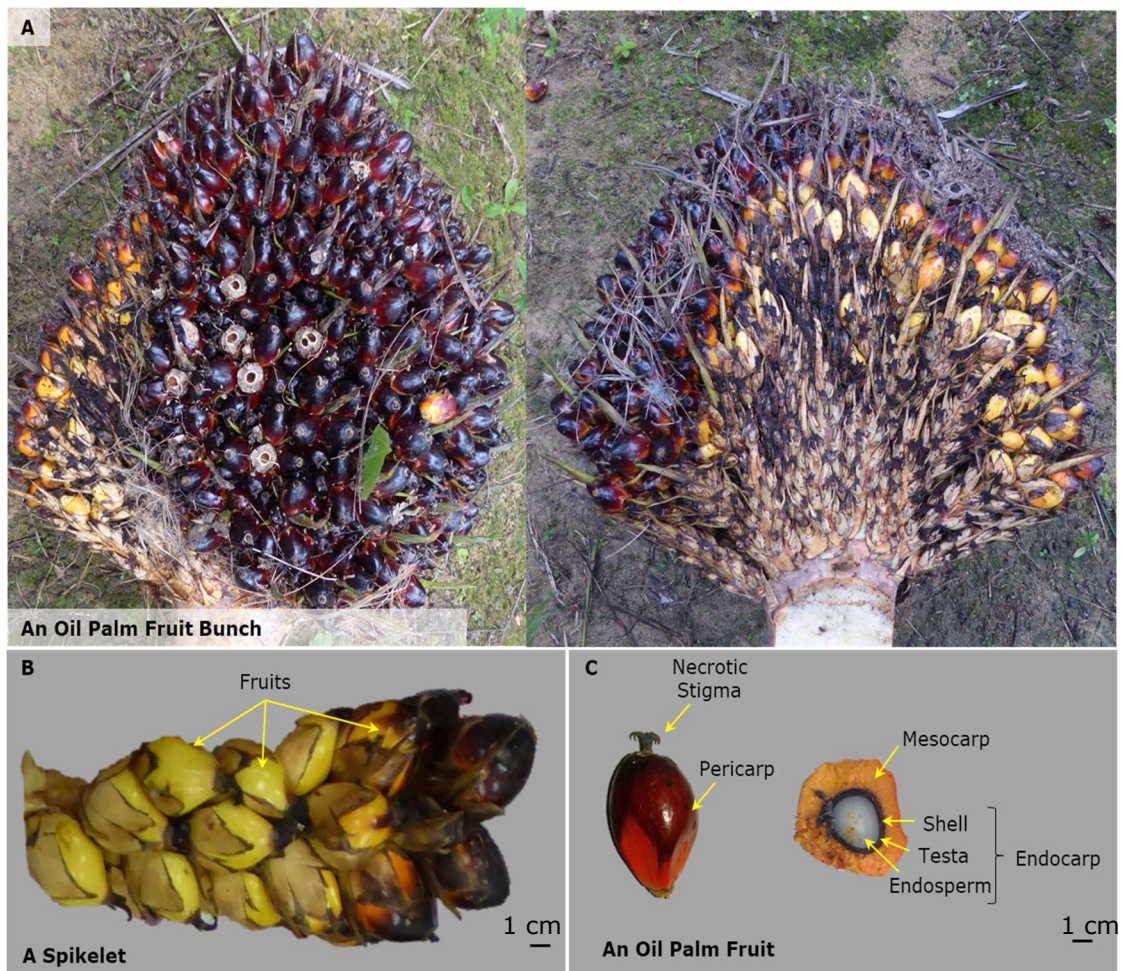 A
An Oil Palm Fruit Bunch
B
Fruits
1 cm
A Spikelet
C
Necrotic
Stigma
Pericarp
Mesocarp
Shell
Testa
Endosperm
Endocarp
1 cm
An Oil Palm Fruit